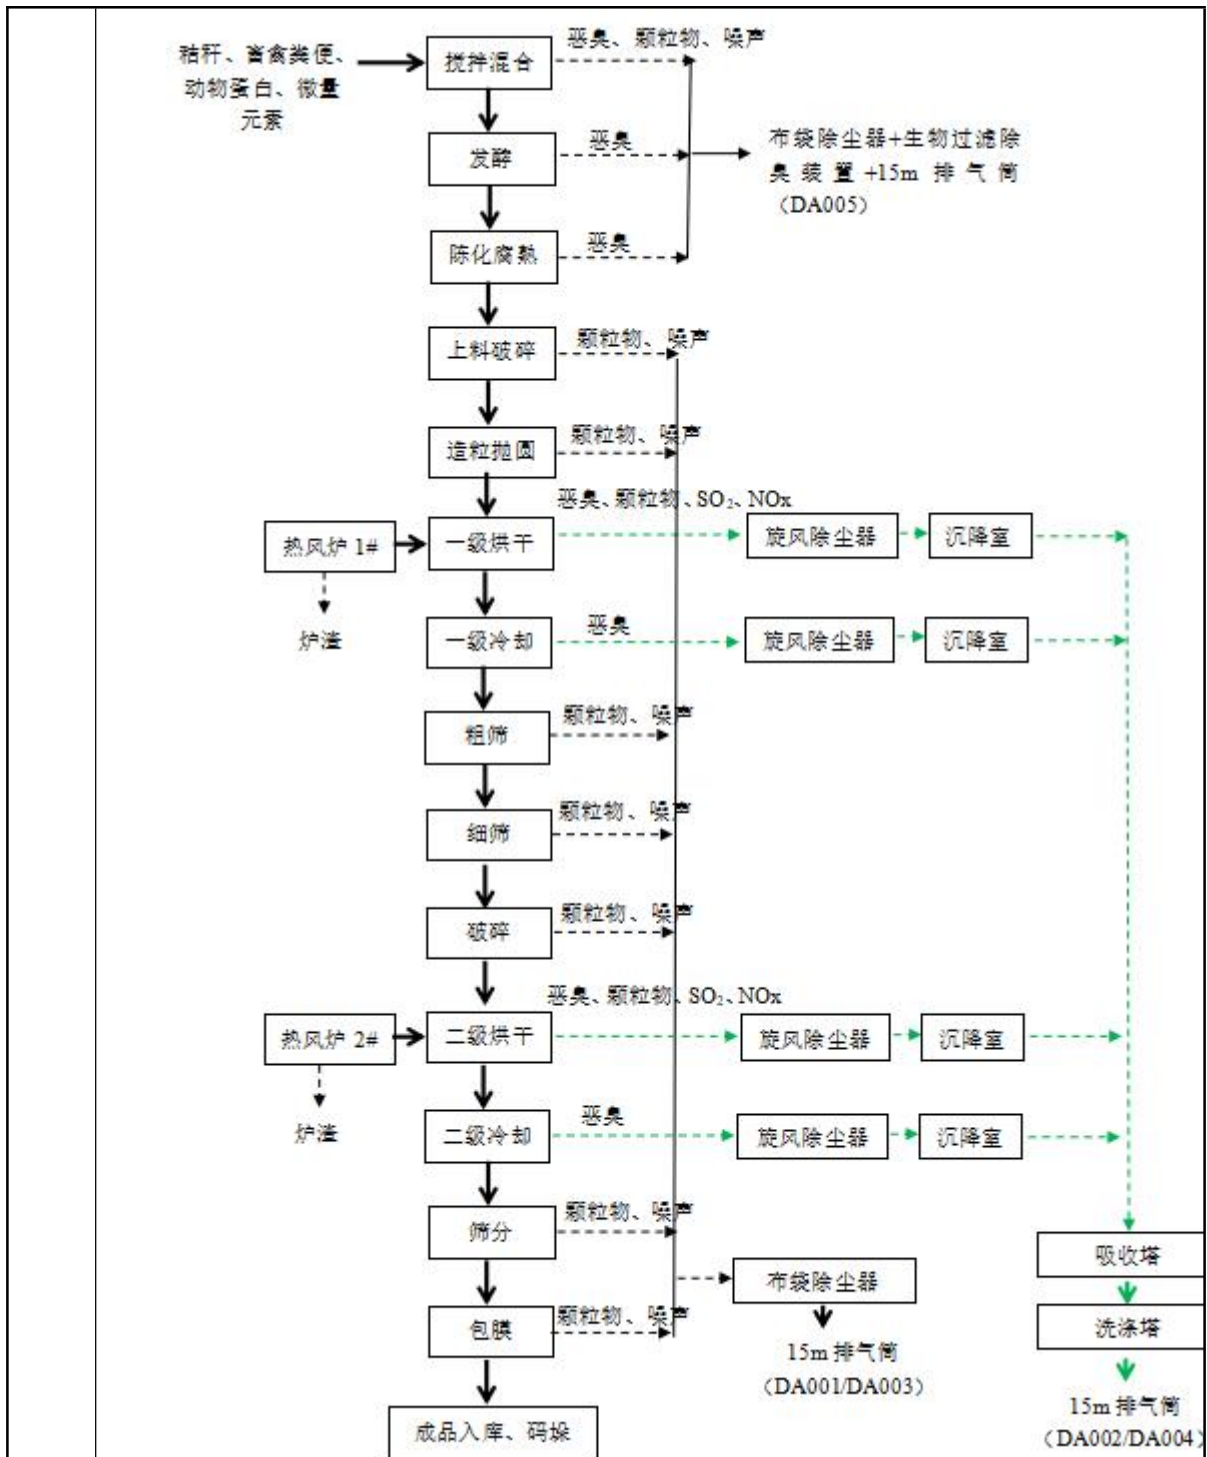 恶臭、颗粒物、噪声
秸秆、畜禽粪便、
动物蛋白、微量
元素
搅拌混合
发酵
恶臭
布袋除尘器+生物过滤除
臭装置+15m 排气筒
（DA005）
陈化腐熟
恶臭
上料破碎
颗粒物、噪声
造粒抛圆
颗粒物、噪声
恶臭、颗粒物、SO₂、NOx
热风炉 1#
一级烘干
旋风除尘器
沉降室
炉渣
一级冷却
恶臭
旋风除尘器
沉降室
粗筛
颗粒物、噪声
细筛
颗粒物、噪声
破碎
颗粒物、噪声
恶臭、颗粒物、SO₂、NOx
热风炉 2#
二级烘干
旋风除尘器
沉降室
炉渣
二级冷却
恶臭
旋风除尘器
沉降室
筛分
颗粒物、噪声
吸收塔
布袋除尘器
包膜
颗粒物、噪声
洗涤塔
15m 排气筒
（DA001/DA003）
15m 排气筒
（DA002/DA004）
成品入库、码垛